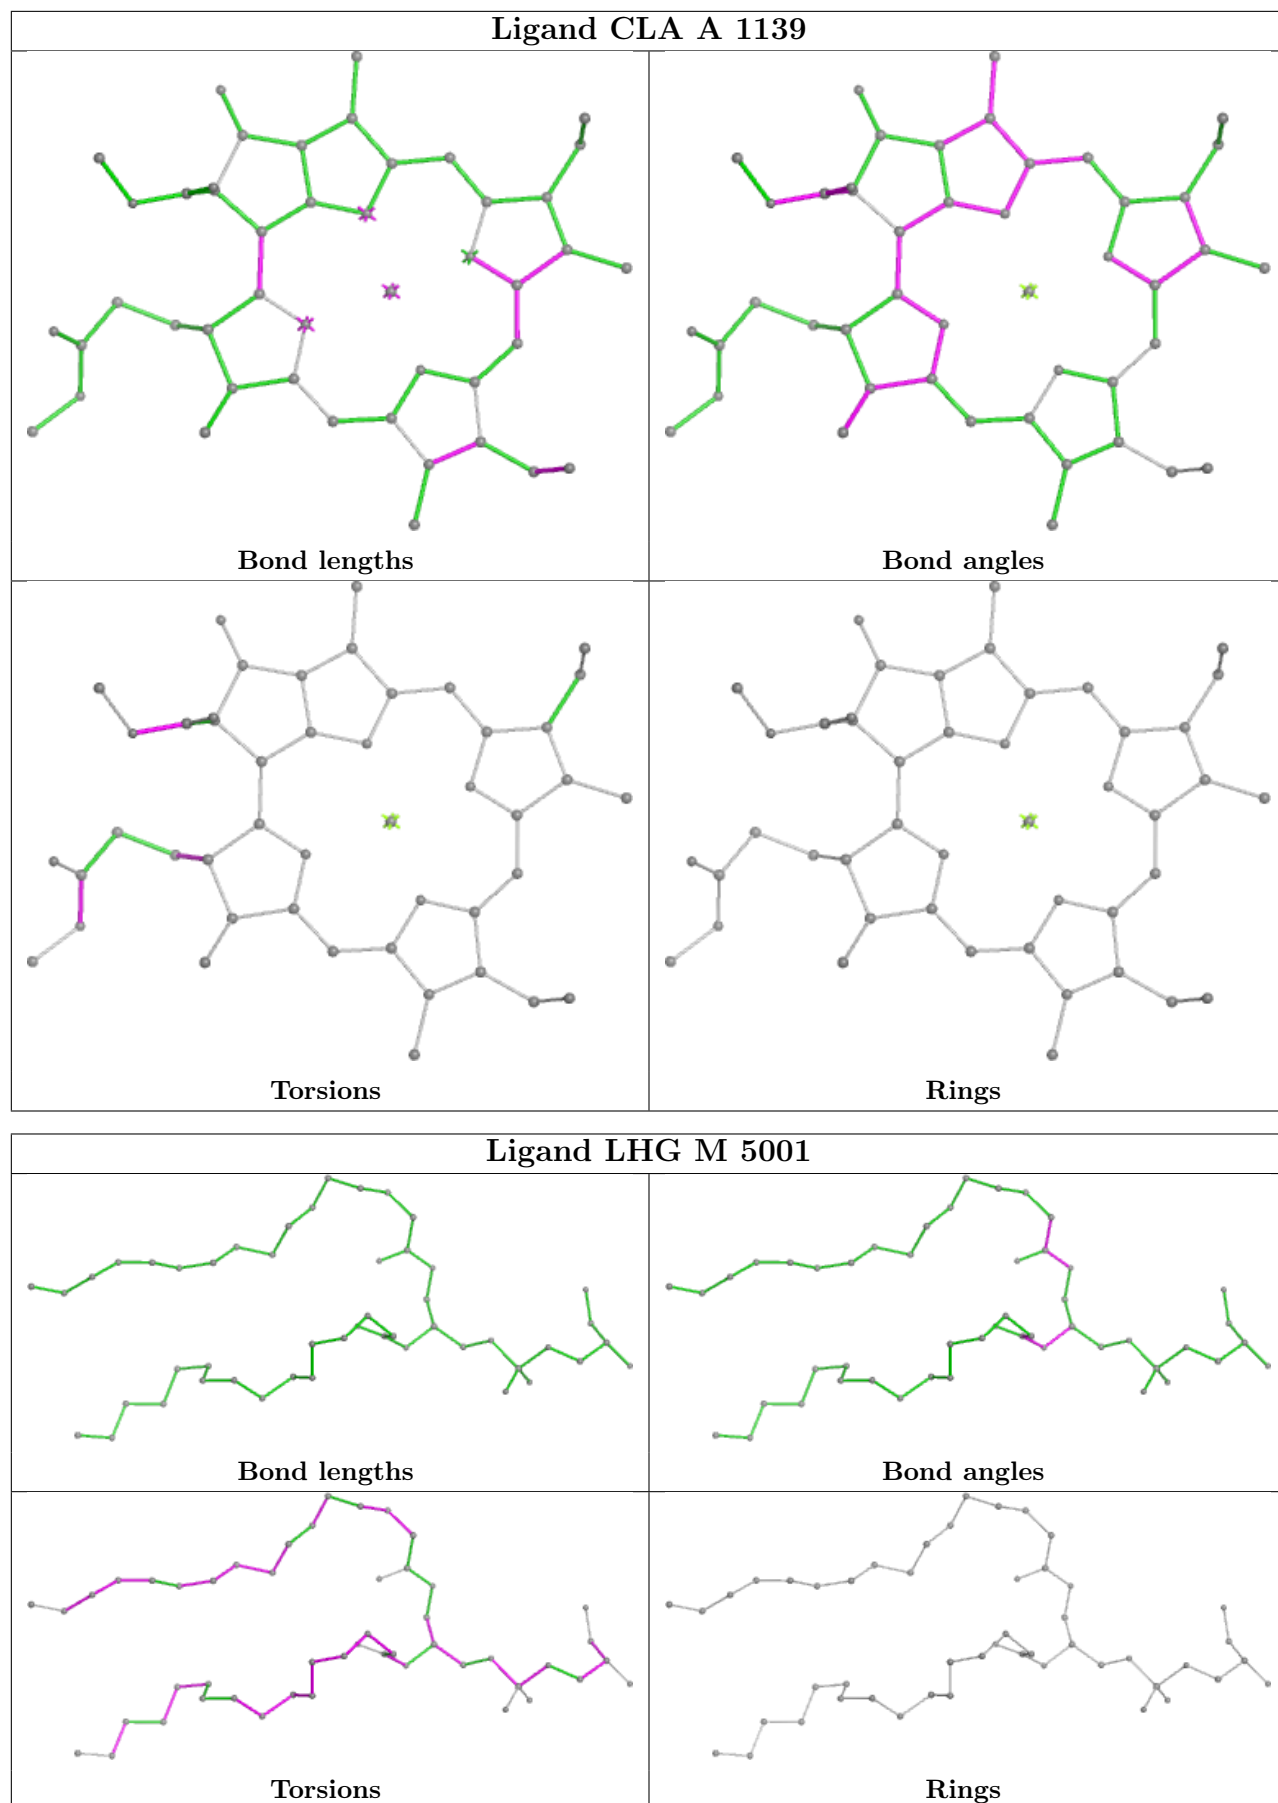 Ligand CLA A 1139
Bond lengths
Bond angles
Torsions
Rings
Ligand LHG M 5001
Bond lengths
Bond angles
Torsions
Rings